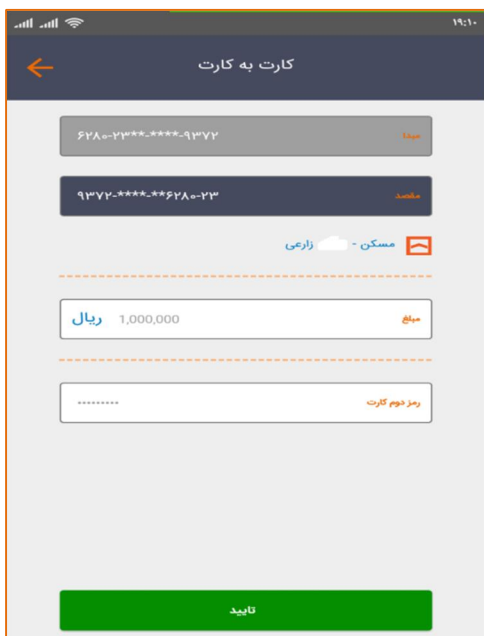 ۱۹:۱۰
کارت به کارت
مبدا ۶۲۸۰-۲۳**-****-۹۳۷۲
مقصد ۹۳۷۲-****-**۶۲۸۰-۲۳
مسکن - زارعی
مبلغ 1,000,000 ریال
رمز دوم کارت •••••••••
تایید